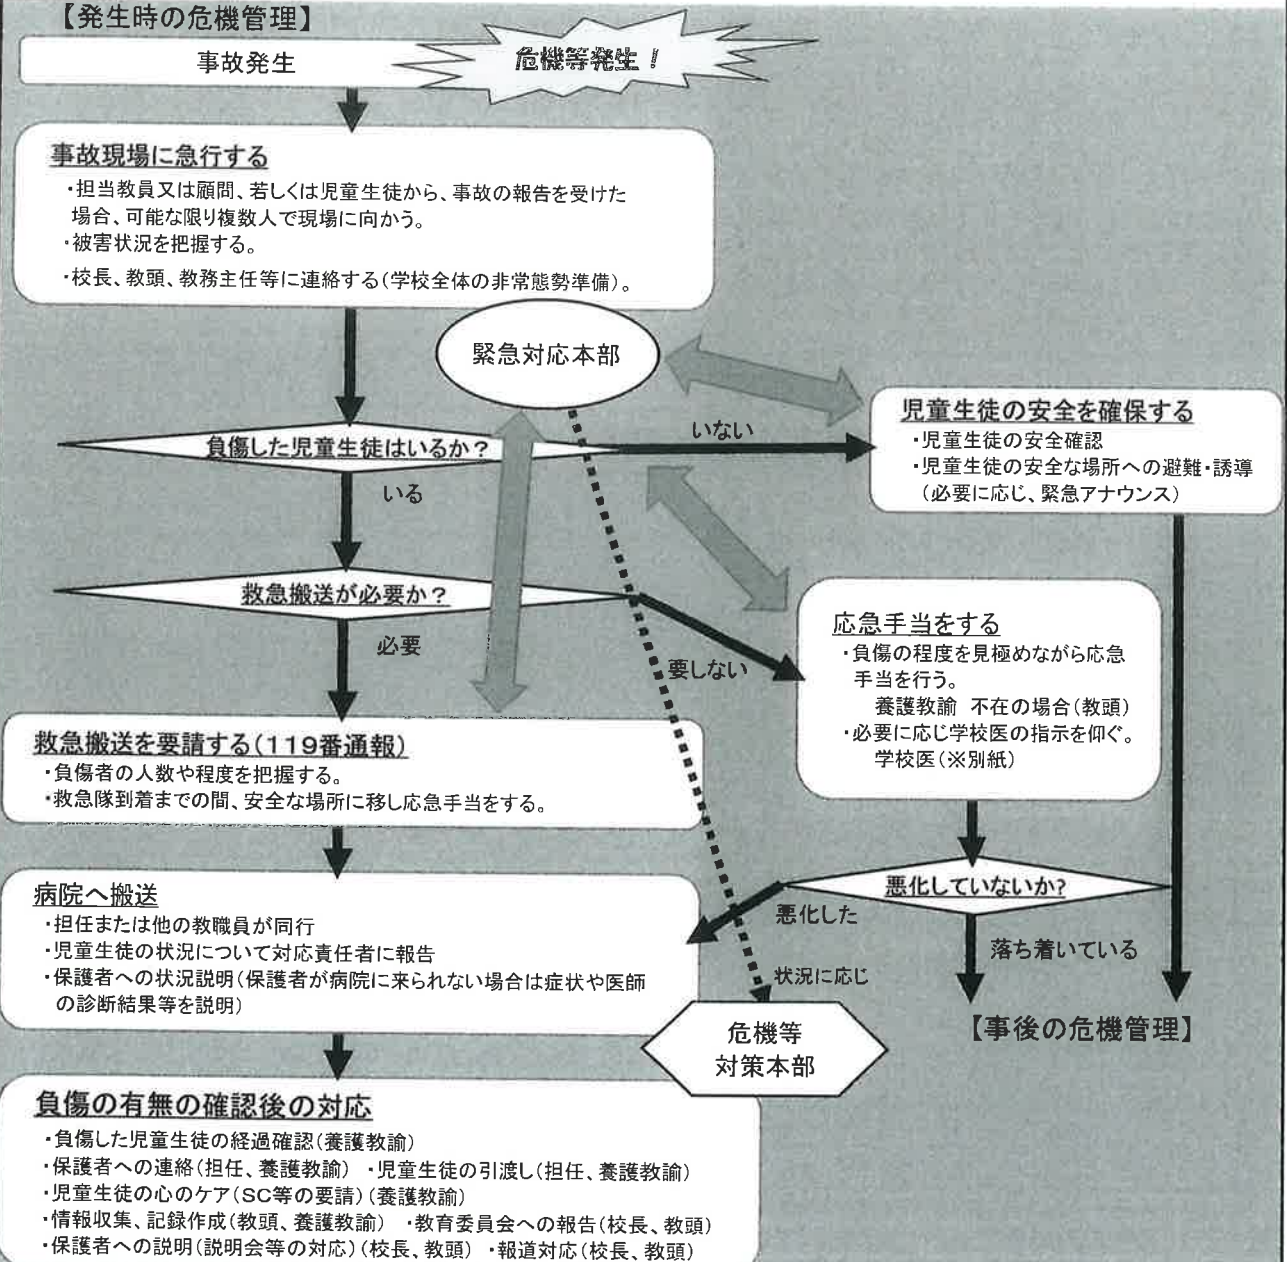 【発生時の危機管理】
事故発生
危機等発生！
事故現場に急行する
・担当教員又は顧問、若しくは児童生徒から、事故の報告を受けた
場合、可能な限り複数人で現場に向かう。
・被害状況を把握する。
・校長、教頭、教務主任等に連絡する(学校全体の非常態勢準備)。
緊急対応本部
負傷した児童生徒はいるか？
いない
児童生徒の安全を確保する
・児童生徒の安全確認
・児童生徒の安全な場所への避難・誘導
(必要に応じ、緊急アナウンス)
いる
救急搬送が必要か？
必要
要しない
応急手当をする
・負傷の程度を見極めながら応急
手当を行う。
養護教諭 不在の場合(教頭)
・必要に応じ学校医の指示を仰ぐ。
学校医(※別紙)
救急搬送を要請する(119番通報)
・負傷者の人数や程度を把握する。
・救急隊到着までの間、安全な場所に移し応急手当をする。
悪化していないか?
悪化した
落ち着いている
病院へ搬送
・担任または他の教職員が同行
・児童生徒の状況について対応責任者に報告
・保護者への状況説明(保護者が病院に来られない場合は症状や医師
の診断結果等を説明)
状況に応じ
危機等
対策本部
【事後の危機管理】
負傷の有無の確認後の対応
・負傷した児童生徒の経過確認(養護教諭)
・保護者への連絡(担任、養護教諭) ・児童生徒の引渡し(担任、養護教諭)
・児童生徒の心のケア(SC等の要請)(養護教諭)
・情報収集、記録作成(教頭、養護教諭) ・教育委員会への報告(校長、教頭)
・保護者への説明(説明会等の対応)(校長、教頭) ・報道対応(校長、教頭)